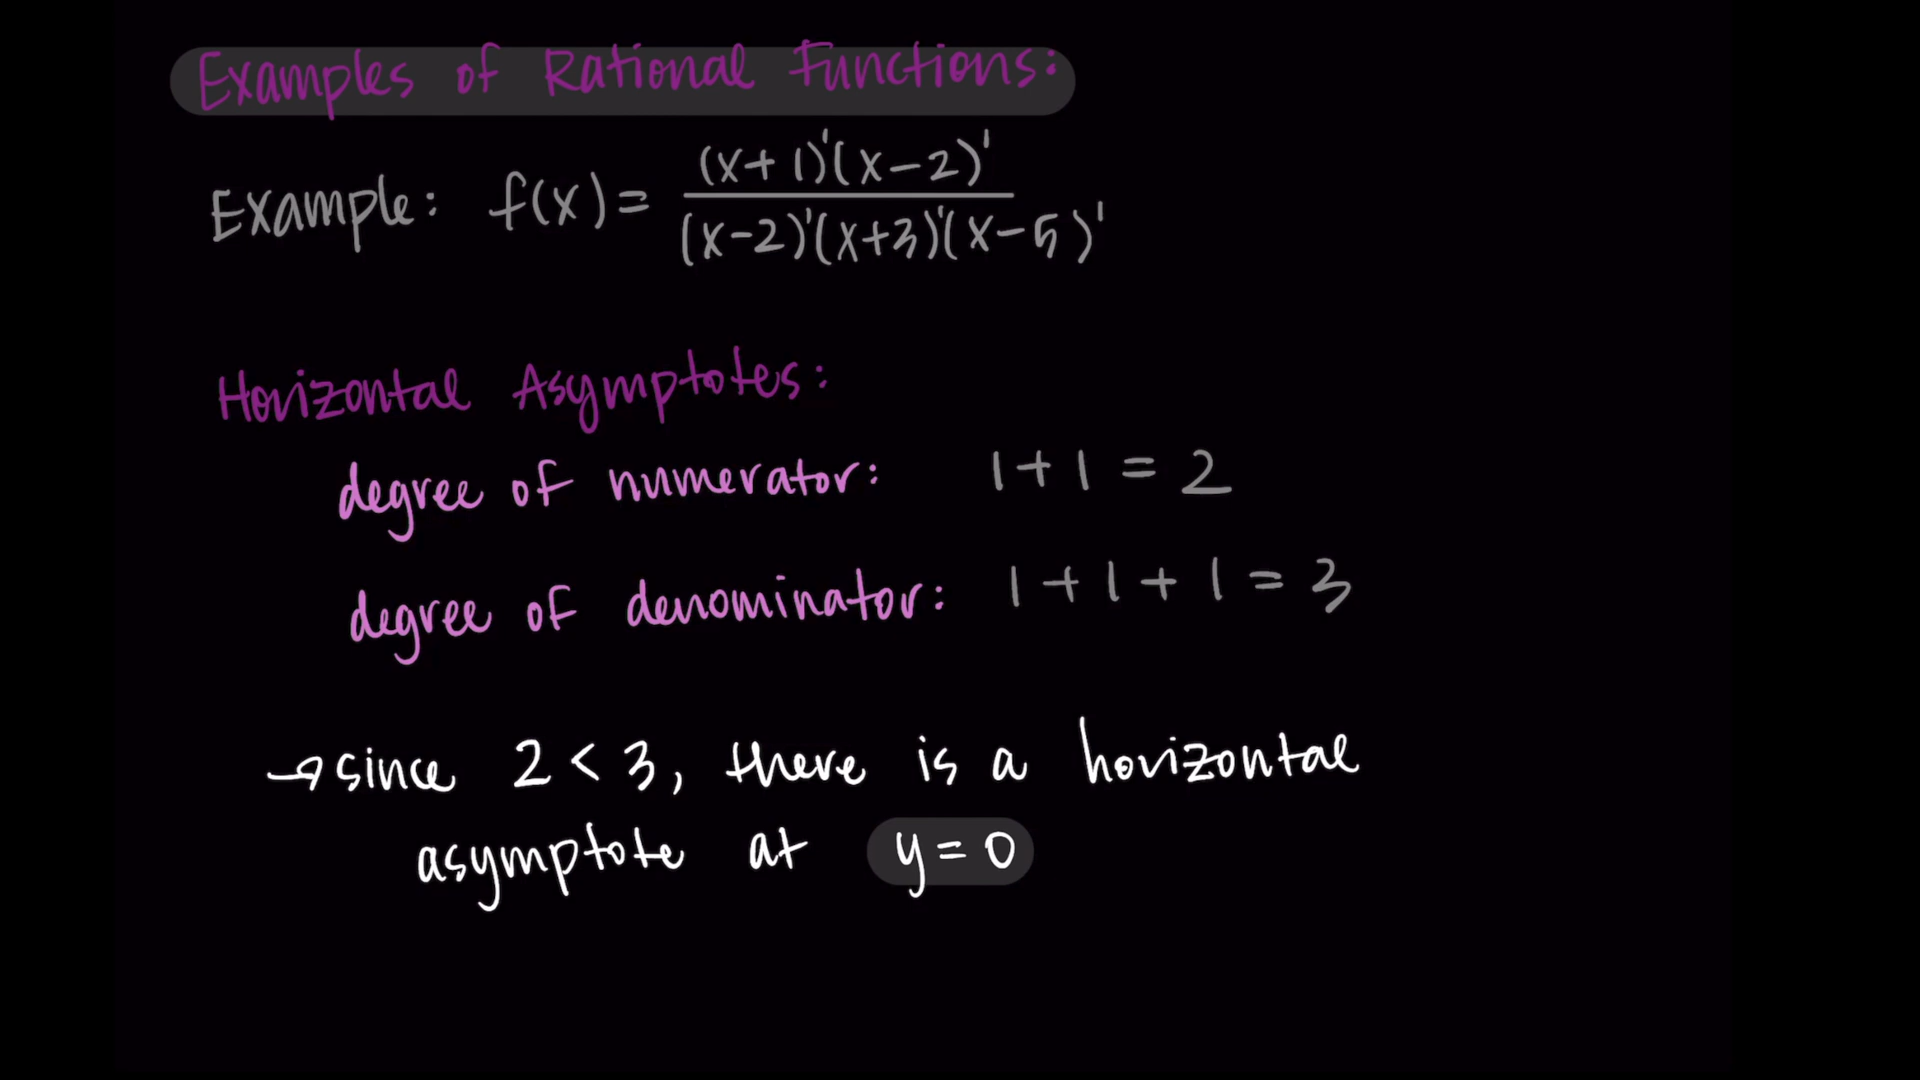 Examples of Rational Functions:
Example: f(x) = (x+1)¹(x-2)¹ / (x-2)¹(x+3)¹(x-5)¹
Horizontal Asymptotes:
degree of numerator: 1+1=2
degree of denominator: 1+1+1=3
→ since 2<3, there is a horizontal
asymptote at y=0